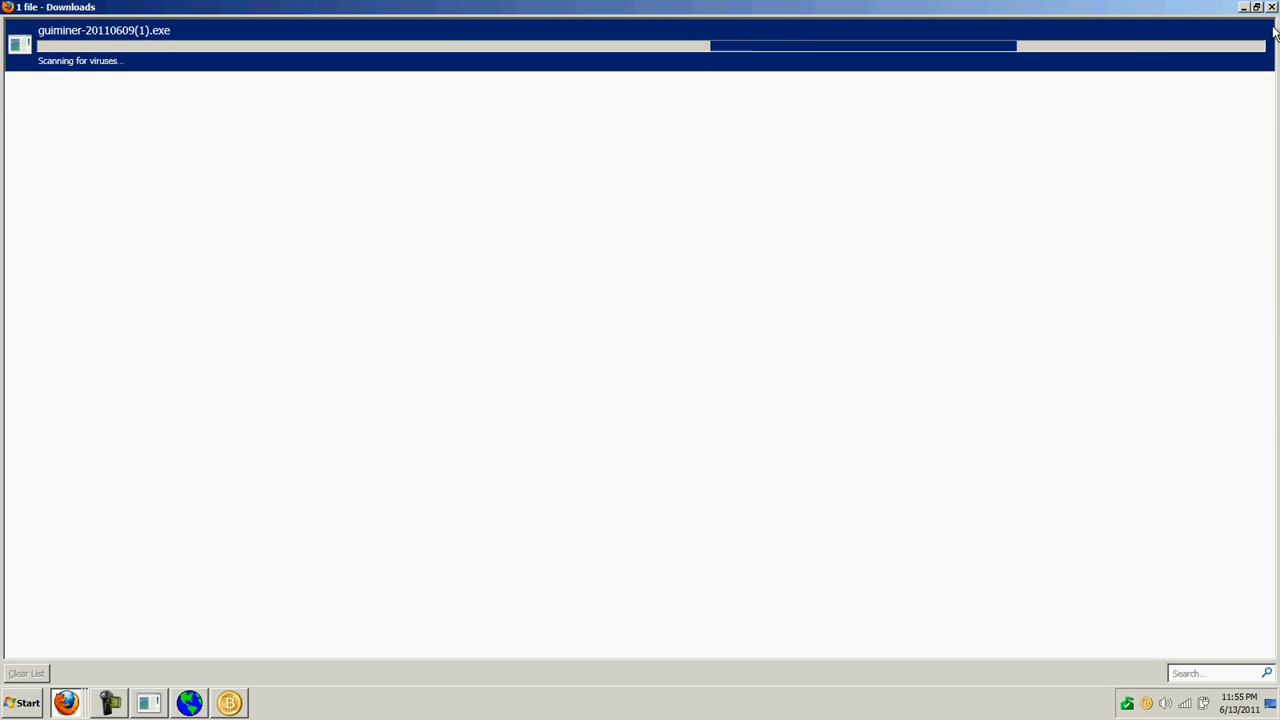 1 file - Downloads
guiminer-20110609(1).exe
Scanning for viruses...
Clear List
Search...
Start
11:55 PM
6/13/2011